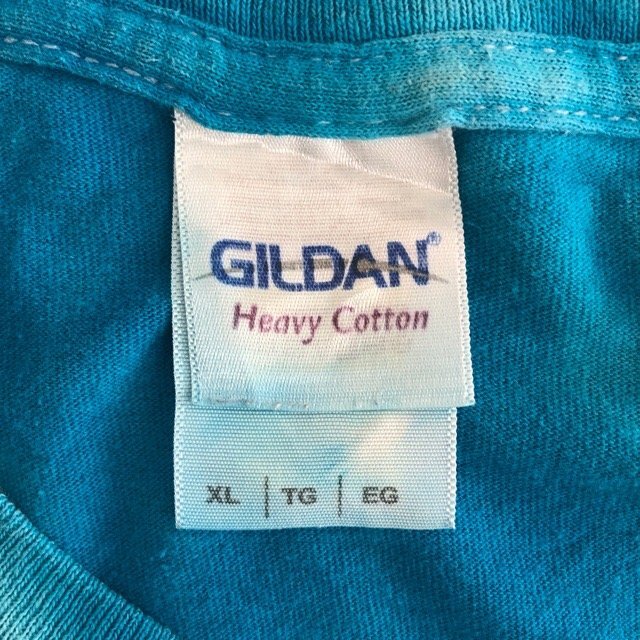 GILDAN®
Heavy Cotton
XL | TG | EG